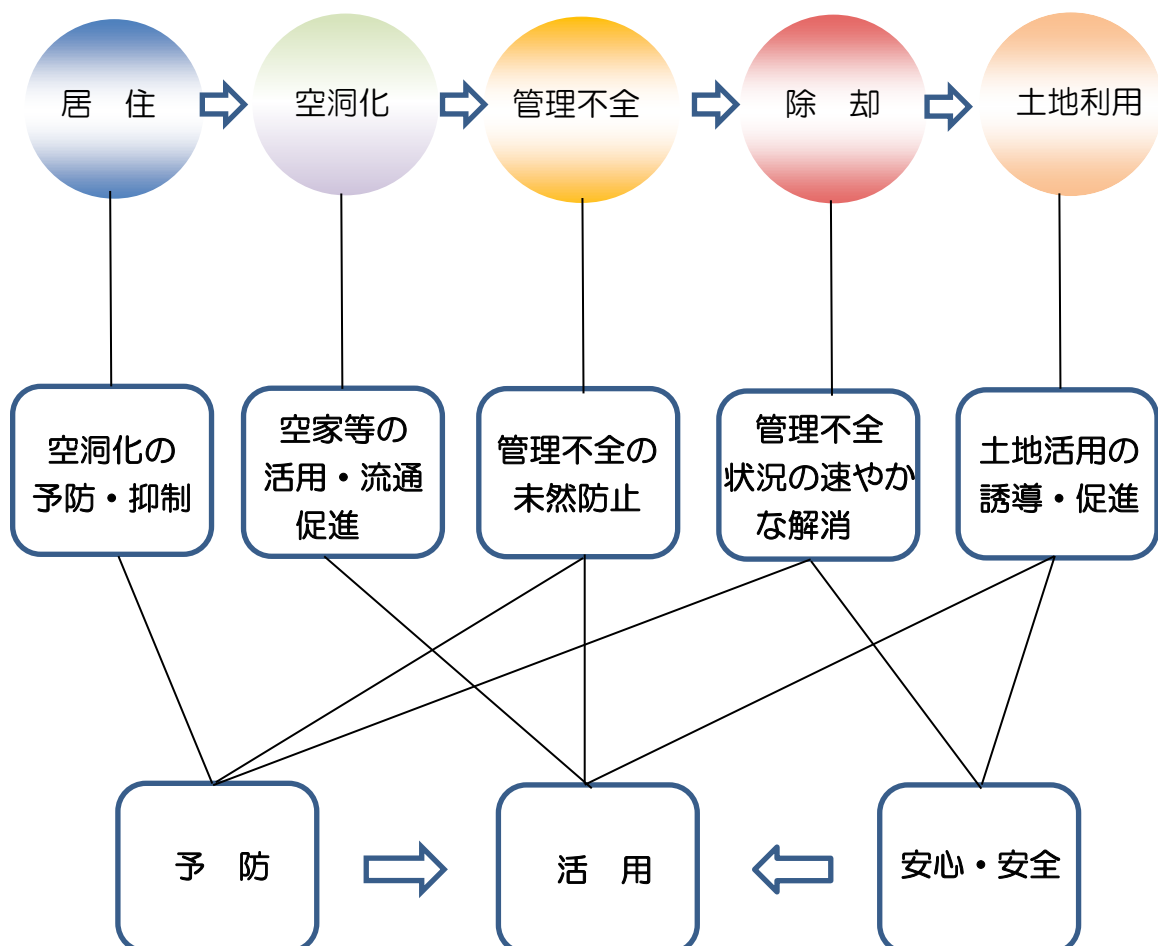 居　住
空洞化
管理不全
除　却
土地利用
空洞化の
予防・抑制
空家等の
活用・流通
促進
管理不全の
未然防止
管理不全
状況の速やか
な解消
土地活用の
誘導・促進
予　防
活　用
安心・安全